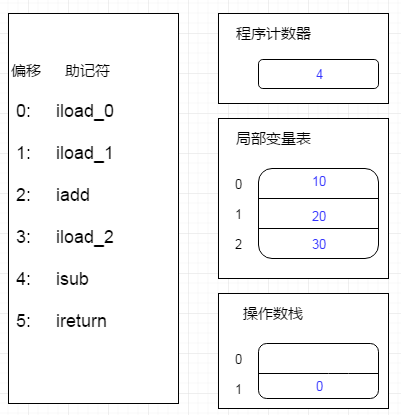 偏移 助记符
0: iload_0
1: iload_1
2: iadd
3: iload_2
4: isub
5: ireturn
程序计数器
4
局部变量表
0 10
1 20
2 30
操作数栈
0
1 0